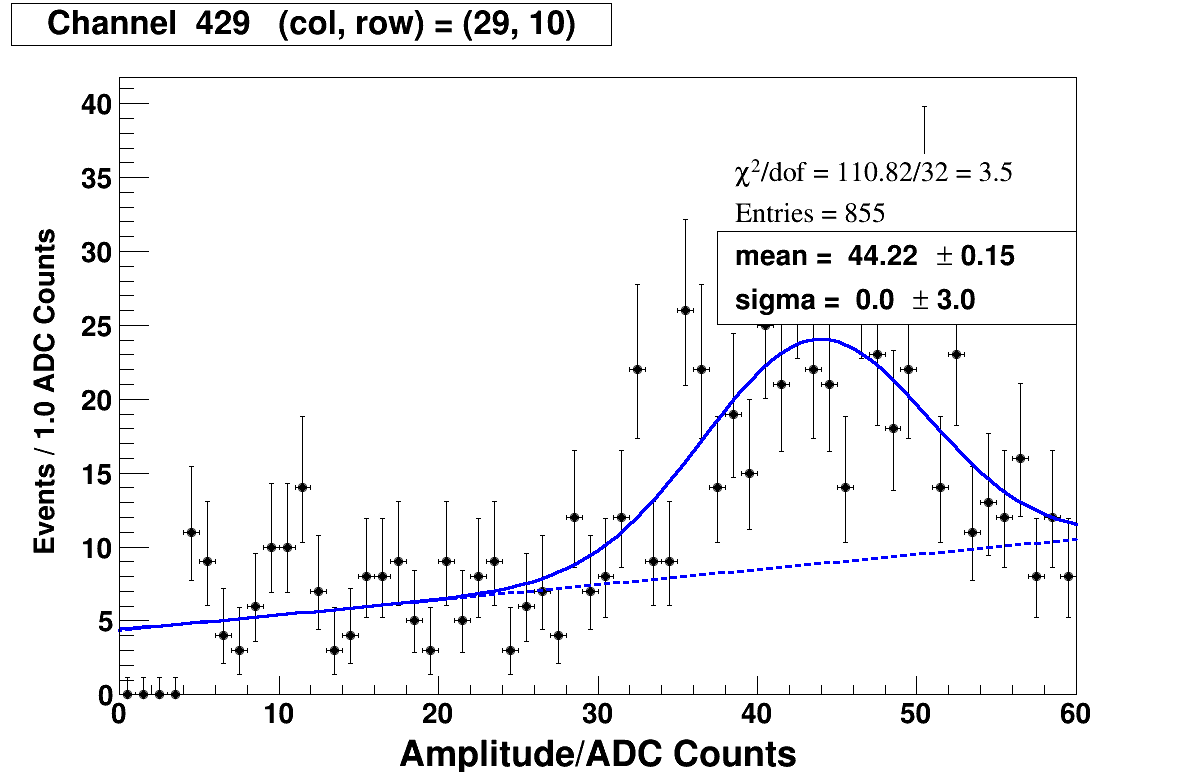 Channel 429 (col, row) = (29, 10)
χ²/dof = 110.82/32 = 3.5
Entries = 855
mean = 44.22 ± 0.15
sigma = 0.0 ± 3.0
Events / 1.0 ADC Counts
40
35
30
25
20
15
10
5
0
0 10 20 30 40 50 60
Amplitude/ADC Counts